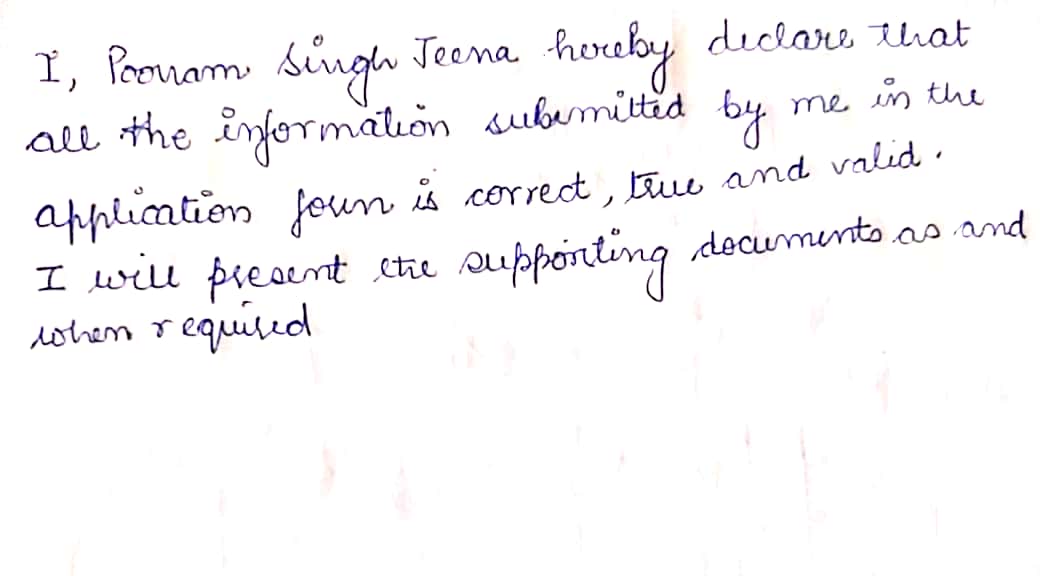 I, Poonam Singh Jeena hereby declare that
all the information submitted by me in the
application form is correct, true and valid.
I will present the supporting documents as and
when required